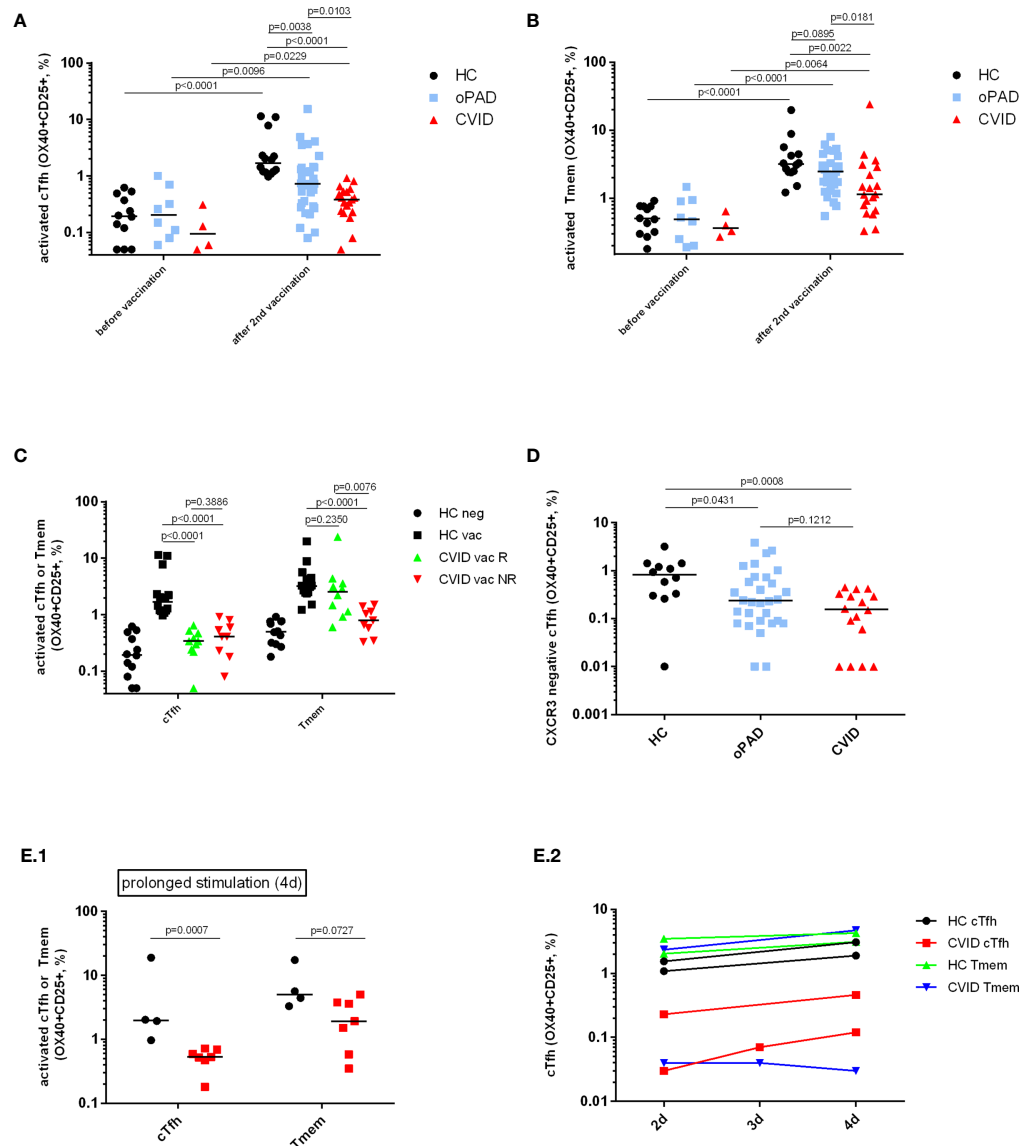 A
p=0.0103
p=0.0038
p<0.0001
p=0.0229
p=0.0096
p<0.0001
activated cTfh (OX40+CD25+, %)
100
10
1
0.1
before vaccination
after 2nd vaccination
HC
oPAD
CVID
B
p=0.0181
p=0.0895
p=0.0022
p=0.0064
p<0.0001
p<0.0001
activated Tmem (OX40+CD25+, %)
100
10
1
before vaccination
after 2nd vaccination
HC
oPAD
CVID
C
p=0.3886
p<0.0001
p<0.0001
p=0.0076
p<0.0001
p=0.2350
activated cTfh or Tmem
(OX40+CD25+, %)
100
10
1
0.1
cTfh
Tmem
HC neg
HC vac
CVID vac R
CVID vac NR
D
p=0.0008
p=0.0431
p=0.1212
CXCR3 negative cTfh (OX40+CD25+, %)
10
1
0.1
0.01
0.001
HC
oPAD
CVID
E.1
prolonged stimulation (4d)
p=0.0007
p=0.0727
activated cTfh or Tmem
(OX40+CD25+, %)
100
10
1
0.1
cTfh
Tmem
E.2
cTfh (OX40+CD25+, %)
10
1
0.1
0.01
2d
3d
4d
HC cTfh
CVID cTfh
HC Tmem
CVID Tmem